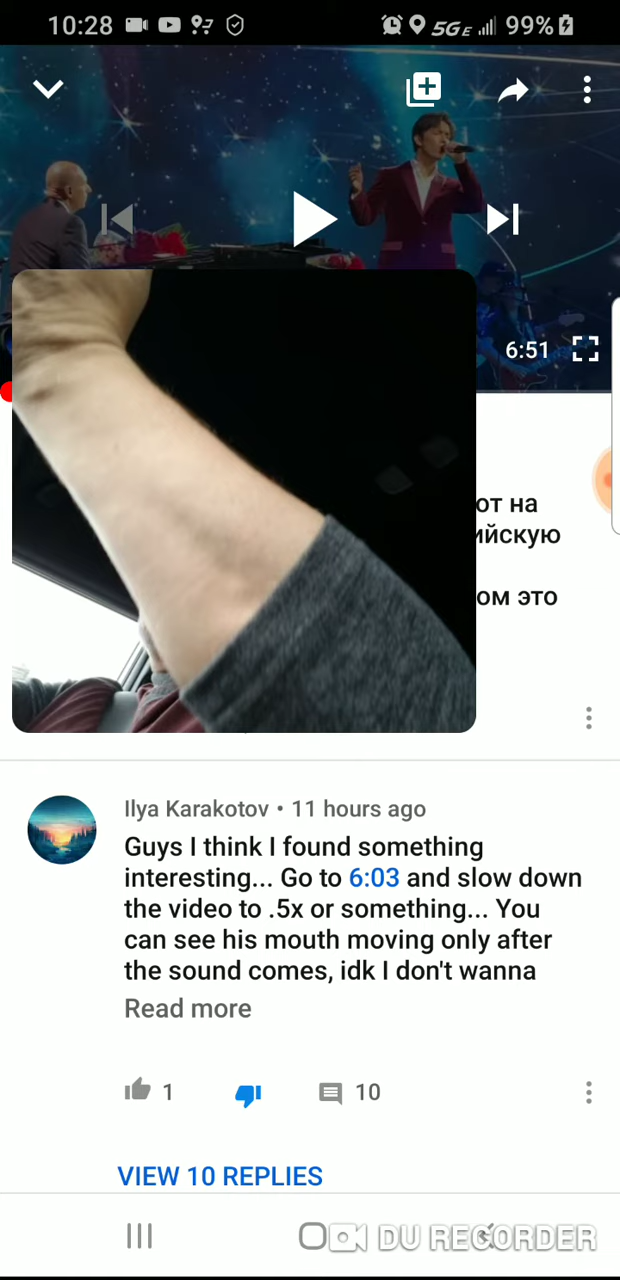 10:28
5G E 99%
6:51
от на
ийскую
ом это
Ilya Karakotov • 11 hours ago
Guys I think I found something
interesting... Go to 6:03 and slow down
the video to .5x or something... You
can see his mouth moving only after
the sound comes, idk I don't wanna
Read more
1
10
VIEW 10 REPLIES
DU RECORDER